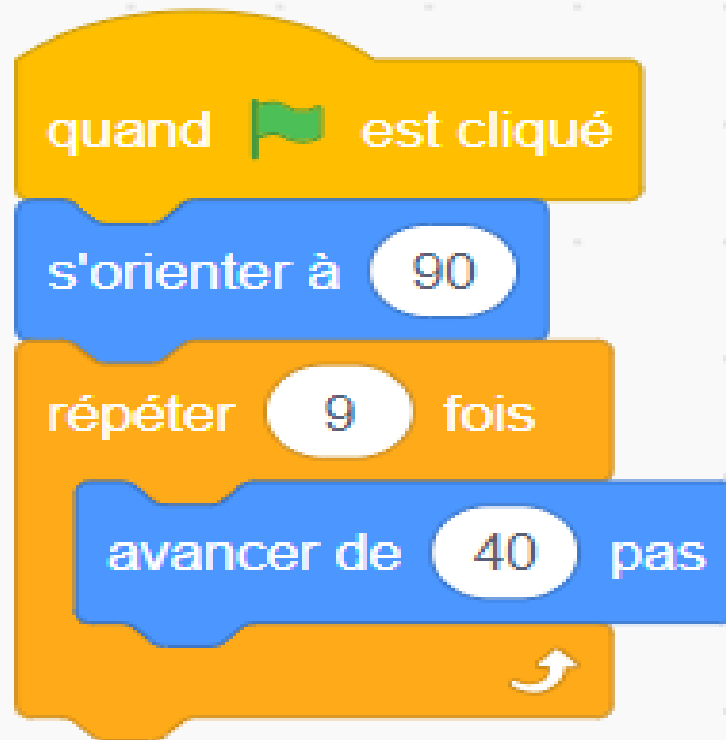 quand est cliqué
s'orienter à 90
répéter 9 fois
avancer de 40 pas